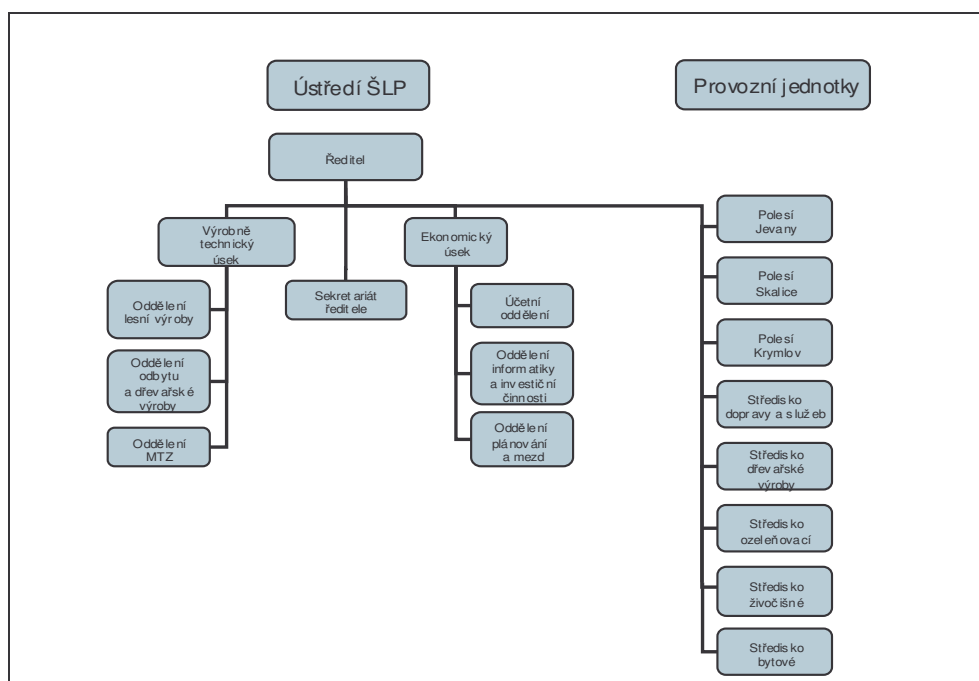 Ústředí ŠLP
Provozní jednotky
Ředitel
Výrobně
technický
úsek
Ekonomický
úsek
Sekretariát
ředitele
Oddělení
lesní výroby
Oddělení
odbytu
a dřevařské
výroby
Oddělení
MTZ
Účetní
oddělení
Oddělení
informatiky
a investiční
činnosti
Oddělení
plánování
a mezd
Polesí
Jevany
Polesí
Skalice
Polesí
Krymlov
Středisko
dopravy a služeb
Středisko
dřevařské
výroby
Středisko
ozeleňovací
Středisko
živočišné
Středisko
bytové